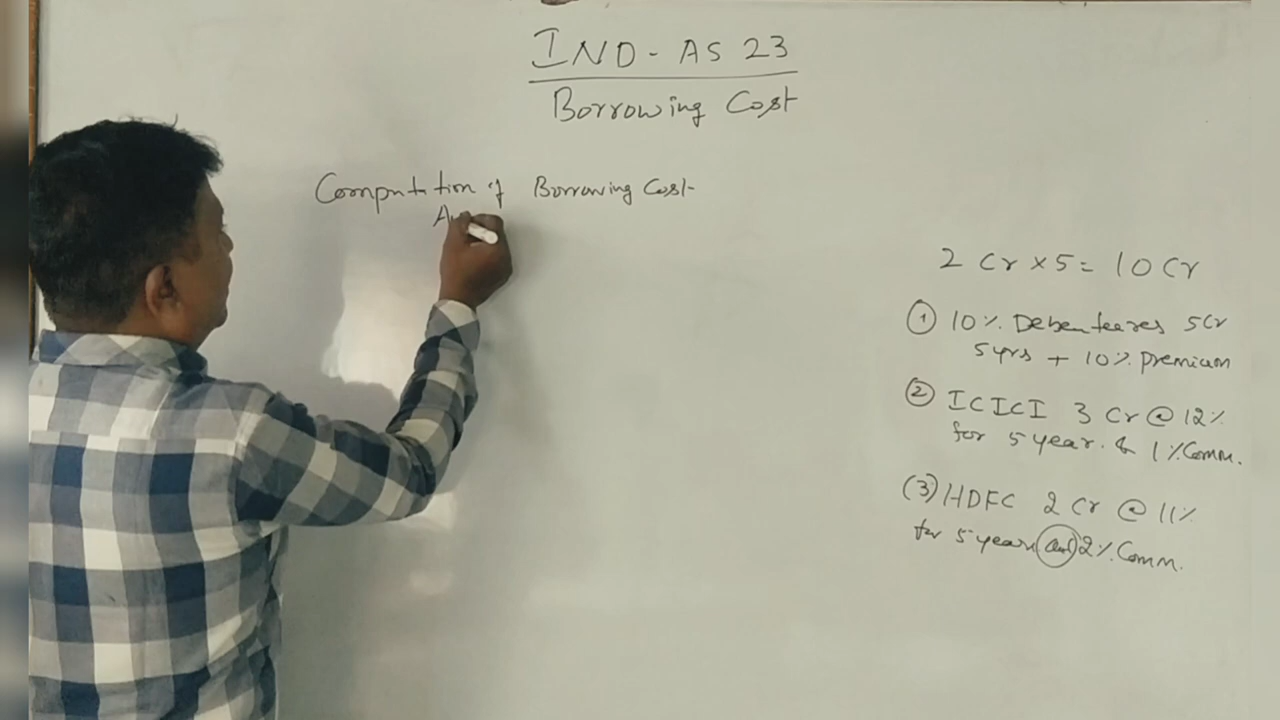 IND-AS 23
Borrowing Cost
Computation of Borrowing Cost
2 Cr x 5 = 10 Cr
① 10% Debenteares 5Cr
5yrs + 10% premium
② ICICI 3 Cr @ 12%
for 5 year. & 1% Comm.
(3) HDFC 2 Cr @ 11%
for 5 years and 2% Comm.